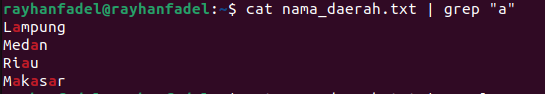 rayhanfadel@rayhanfadel:~$ cat nama_daerah.txt | grep "a"
Lampung
Medan
Riau
Makasar